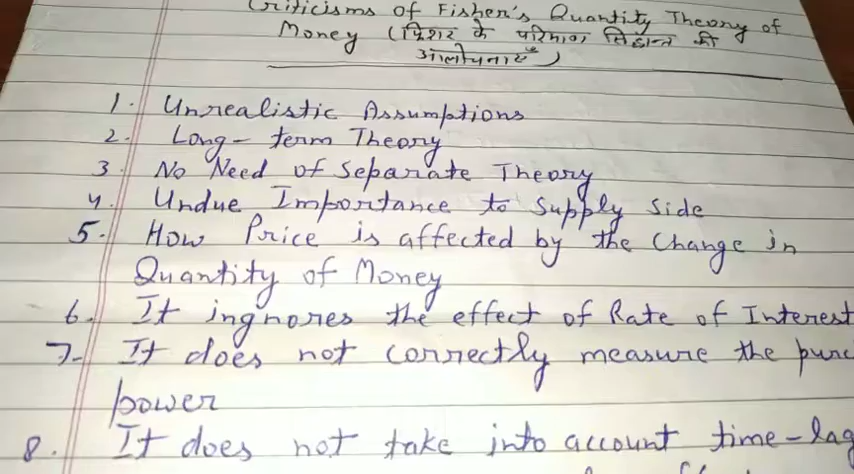 Criticisms of Fisher's Quantity Theory of
Money (फिशर के परिमाण सिद्धान्त की
आलोचनाएँ)
1. Unrealistic Assumptions
2. Long-term Theory
3. No Need of Separate Theory
4. Undue Importance to Supply Side
5. How Price is affected by the Change in
Quantity of Money
6. It ingnores the effect of Rate of Interest
7. It does not correctly measure the
power
8. It does not take into account time-lag